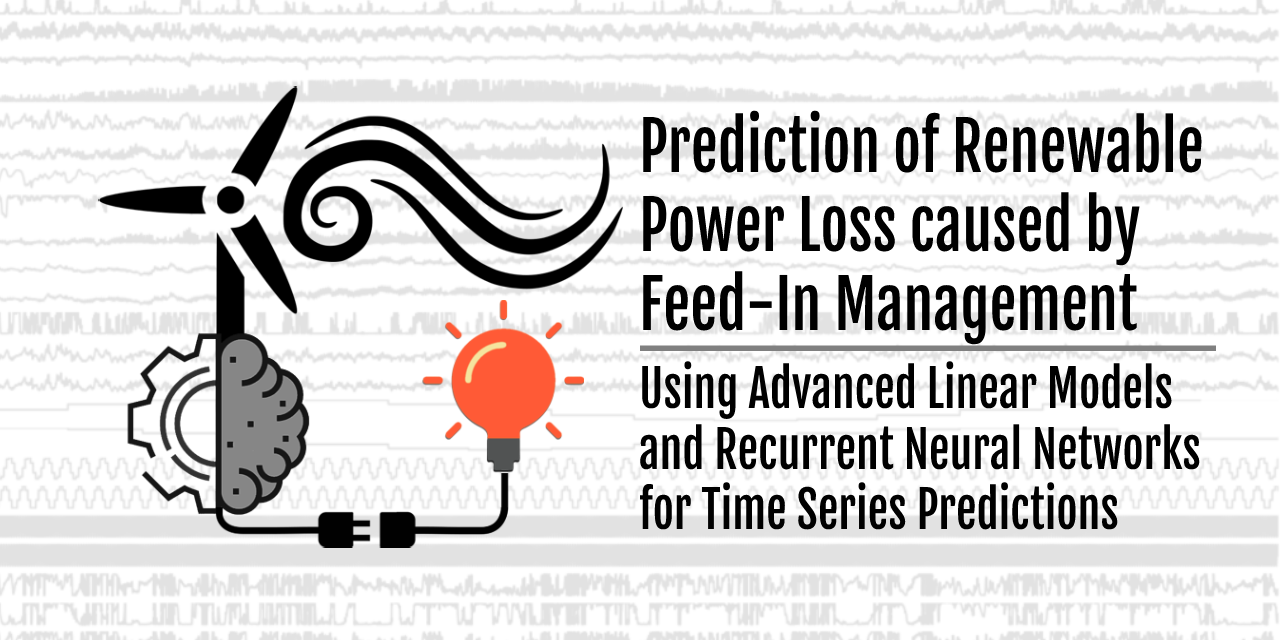 Prediction of Renewable
Power Loss caused by
Feed-In Management
Using Advanced Linear Models
and Recurrent Neural Networks
for Time Series Predictions